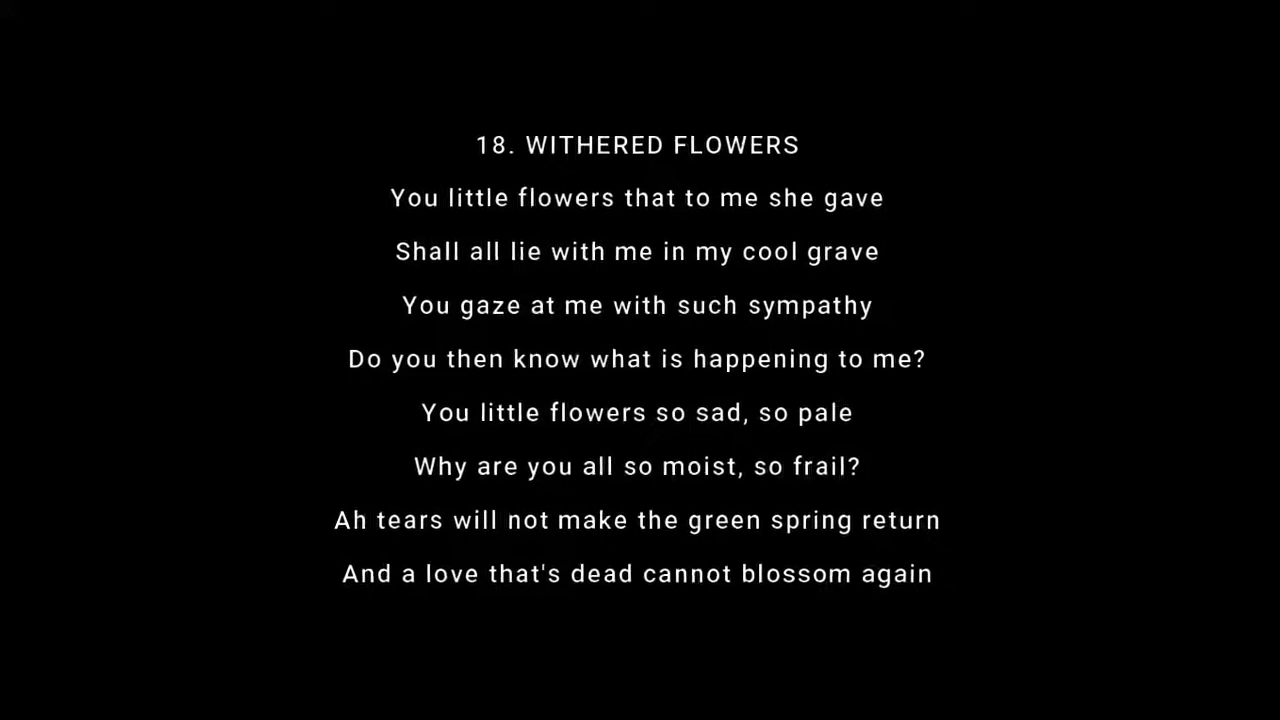 18. WITHERED FLOWERS
You little flowers that to me she gave
Shall all lie with me in my cool grave
You gaze at me with such sympathy
Do you then know what is happening to me?
You little flowers so sad, so pale
Why are you all so moist, so frail?
Ah tears will not make the green spring return
And a love that's dead cannot blossom again